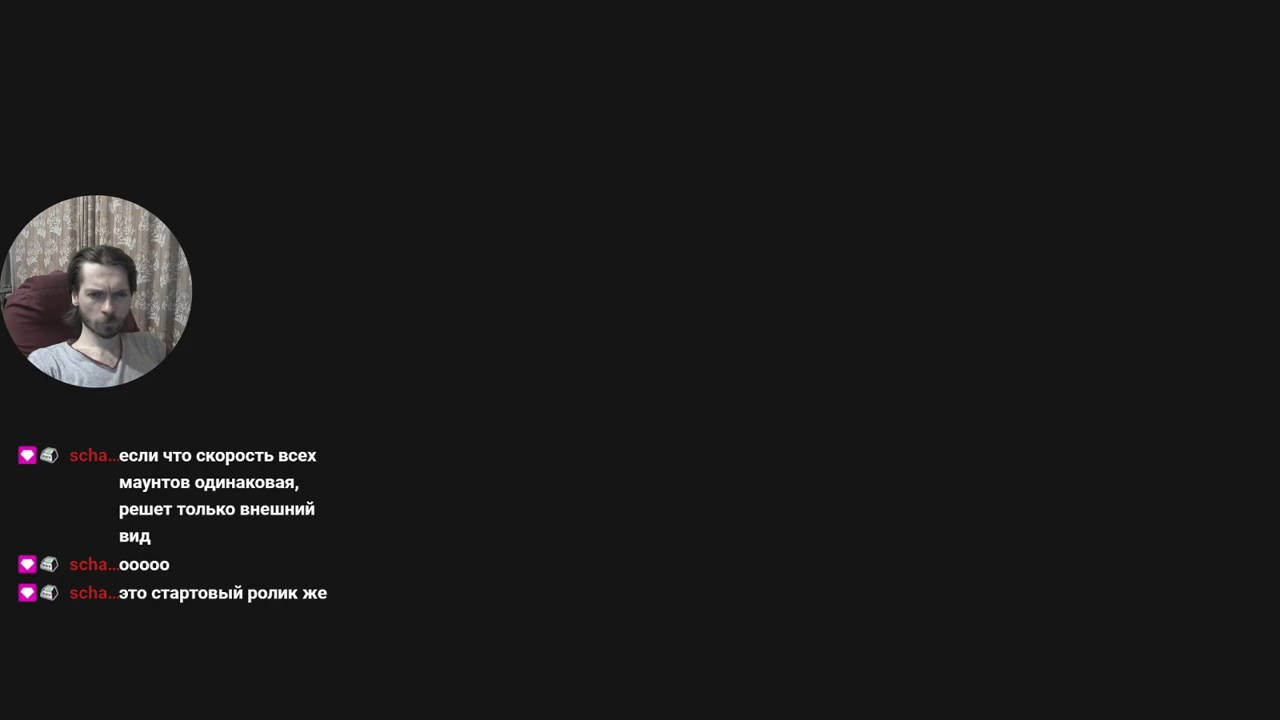 scha…если что скорость всех
маунтов одинаковая,
решет только внешний
вид
scha…ооооо
scha…это стартовый ролик же